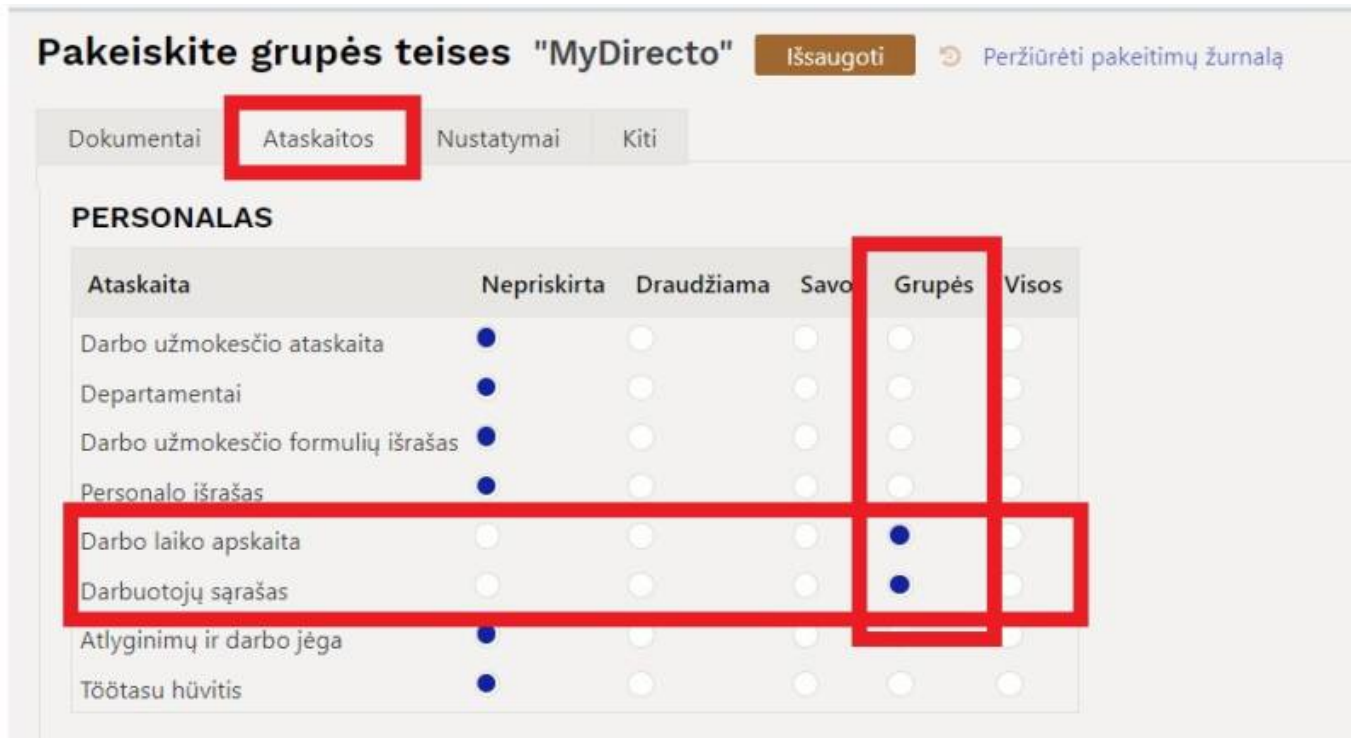 Pakeiskite grupės teises "MyDirecto" Išsaugoti Peržiūrėti pakeitimų žurnalą
Dokumentai Ataskaitos Nustatymai Kiti
PERSONALAS
Ataskaita Nepriskirta Draudžiama Savo Grupės Visos
Darbo užmokesčio ataskaita
Departamentai
Darbo užmokesčio formulių išrašas
Personalo išrašas
Darbo laiko apskaita
Darbuotojų sąrašas
Atlyginimų ir darbo jėga
Töötasu hüvitis